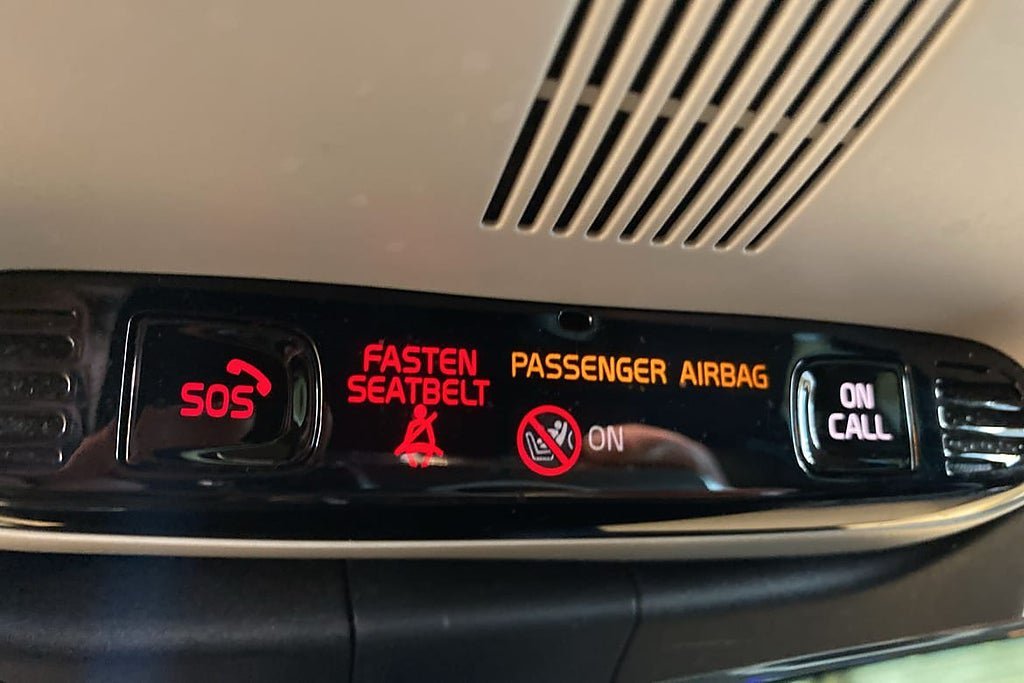 SOS
FASTEN
SEATBELT
PASSENGER AIRBAG
ON
ON
CALL